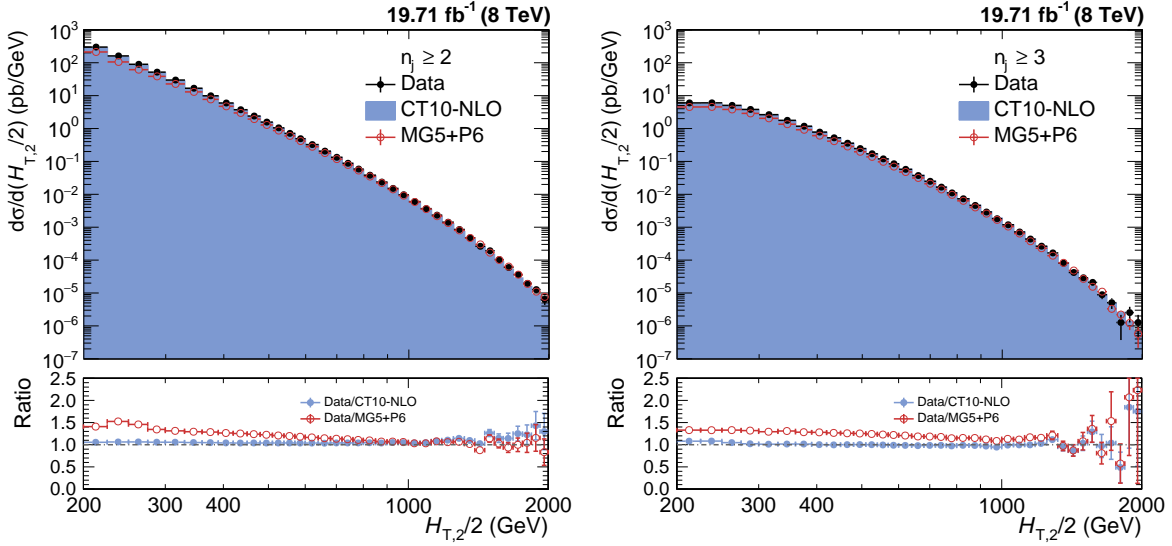 19.71 fb⁻¹ (8 TeV)
dσ/d(H_T,2/2) (pb/GeV)
10³
10²
10
10⁰
10⁻¹
10⁻²
10⁻³
10⁻⁴
10⁻⁵
10⁻⁶
10⁻⁷
n_j ≥ 2
Data
CT10-NLO
MG5+P6
Ratio
2.5
2.0
1.5
1.0
0.5
0.0
Data/CT10-NLO
Data/MG5+P6
200 300 400 1000 2000
H_T,2/2 (GeV)
19.71 fb⁻¹ (8 TeV)
dσ/d(H_T,2/2) (pb/GeV)
10³
10²
10
10⁰
10⁻¹
10⁻²
10⁻³
10⁻⁴
10⁻⁵
10⁻⁶
10⁻⁷
n_j ≥ 3
Data
CT10-NLO
MG5+P6
Ratio
2.5
2.0
1.5
1.0
0.5
0.0
Data/CT10-NLO
Data/MG5+P6
200 300 400 1000 2000
H_T,2/2 (GeV)